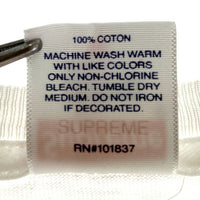 100% COTON
MACHINE WASH WARM
WITH LIKE COLORS
ONLY NON-CHLORINE
BLEACH. TUMBLE DRY
MEDIUM. DO NOT IRON
IF DECORATED.
SUPREME
RN#101837